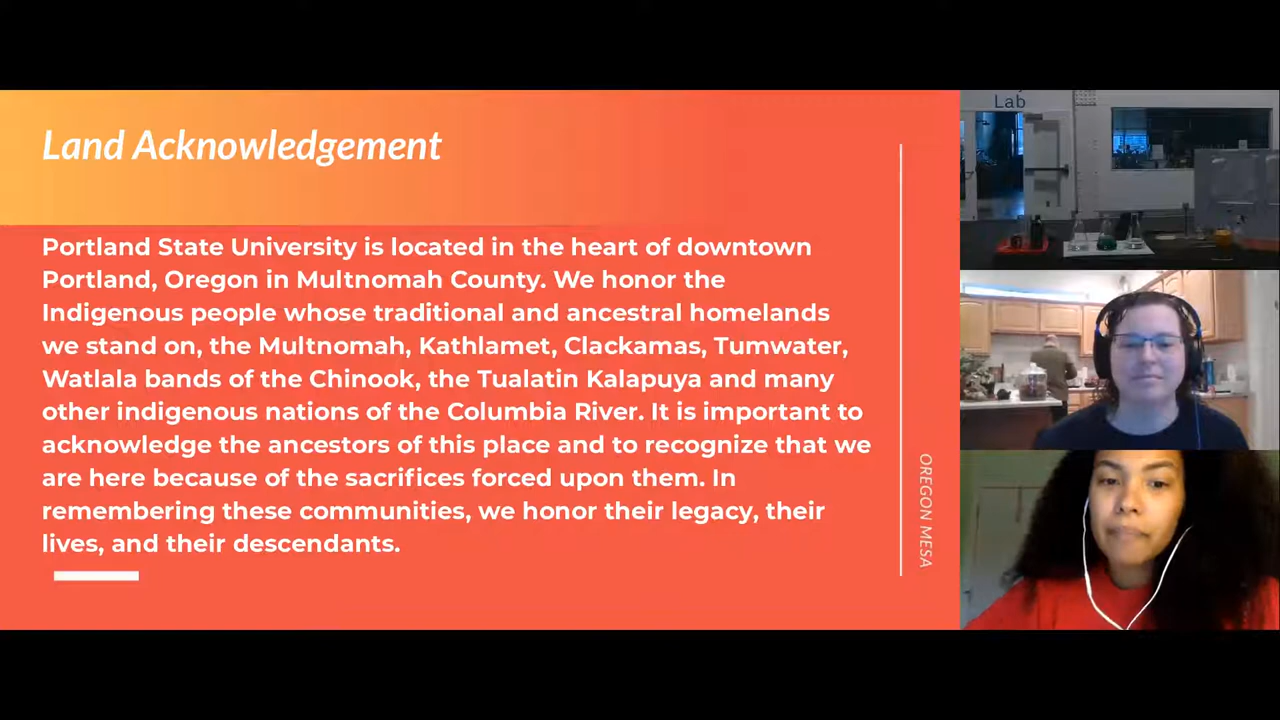 Land Acknowledgement
Portland State University is located in the heart of downtown
Portland, Oregon in Multnomah County. We honor the
Indigenous people whose traditional and ancestral homelands
we stand on, the Multnomah, Kathlamet, Clackamas, Tumwater,
Watlala bands of the Chinook, the Tualatin Kalapuya and many
other indigenous nations of the Columbia River. It is important to
acknowledge the ancestors of this place and to recognize that we
are here because of the sacrifices forced upon them. In
remembering these communities, we honor their legacy, their
lives, and their descendants.
OREGON MESA
Lab